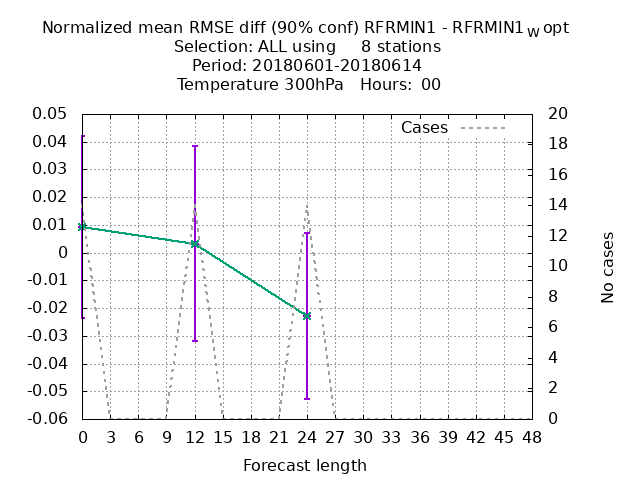 Normalized mean RMSE diff (90% conf) RFRMIN1 - RFRMIN1W opt
Selection: ALL using 8 stations
Period: 20180601-20180614
Temperature 300hPa Hours: 00
Cases
0.05
0.04
0.03
0.02
0.01
0
-0.01
-0.02
-0.03
-0.04
-0.05
-0.06
20
18
16
14
12
10
8
6
4
2
0
No cases
0 3 6 9 12 15 18 21 24 27 30 33 36 39 42 45 48
Forecast length